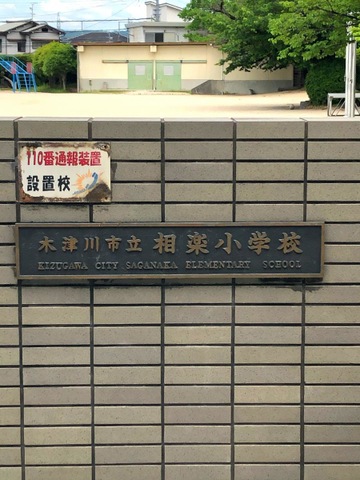 110番通報装置
設置校
木津川市立 相楽小学校
KIZUGAWA CITY SAGANAKA ELEMENTARY SCHOOL